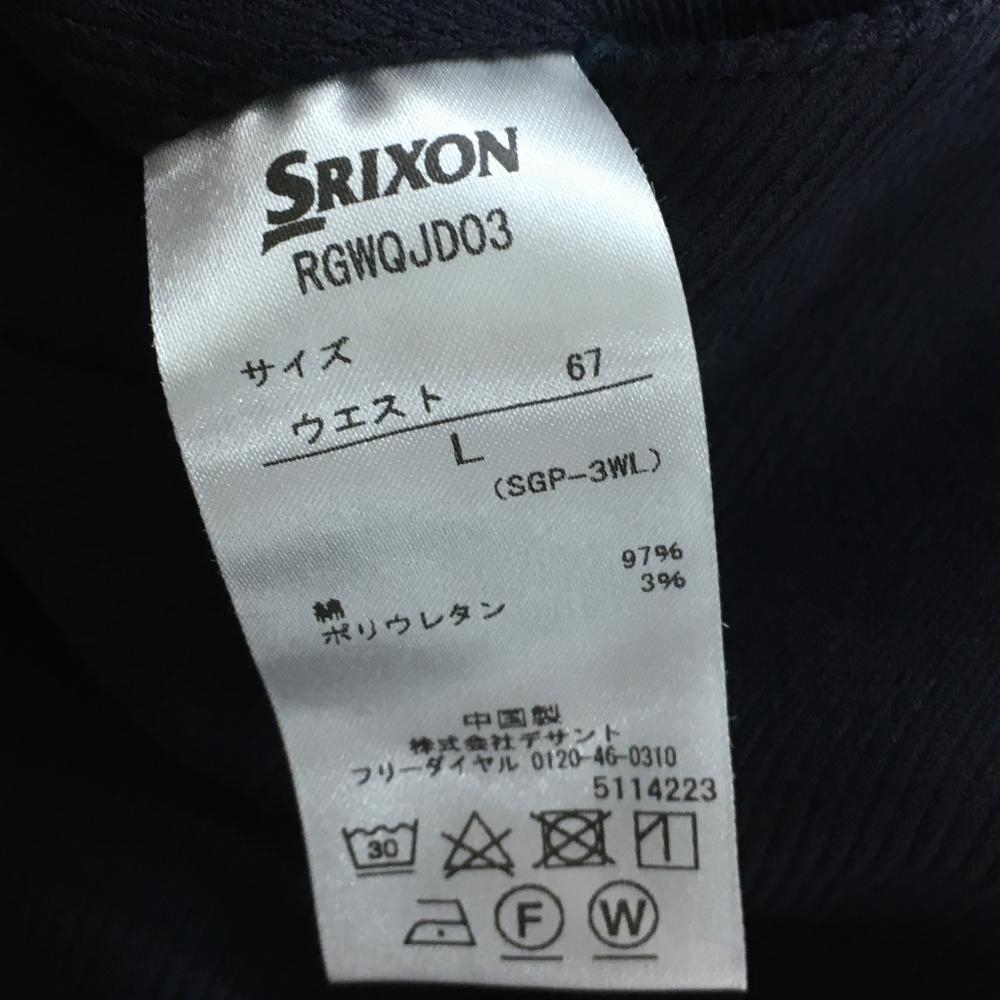 SRIXON
RGWQJD03
サイズ
ウエスト 67
L
(SGP-3WL)
綿 97%
ポリウレタン 3%
中国製
株式会社デサント
フリーダイヤル 0120-46-0310
5114223
30
F W